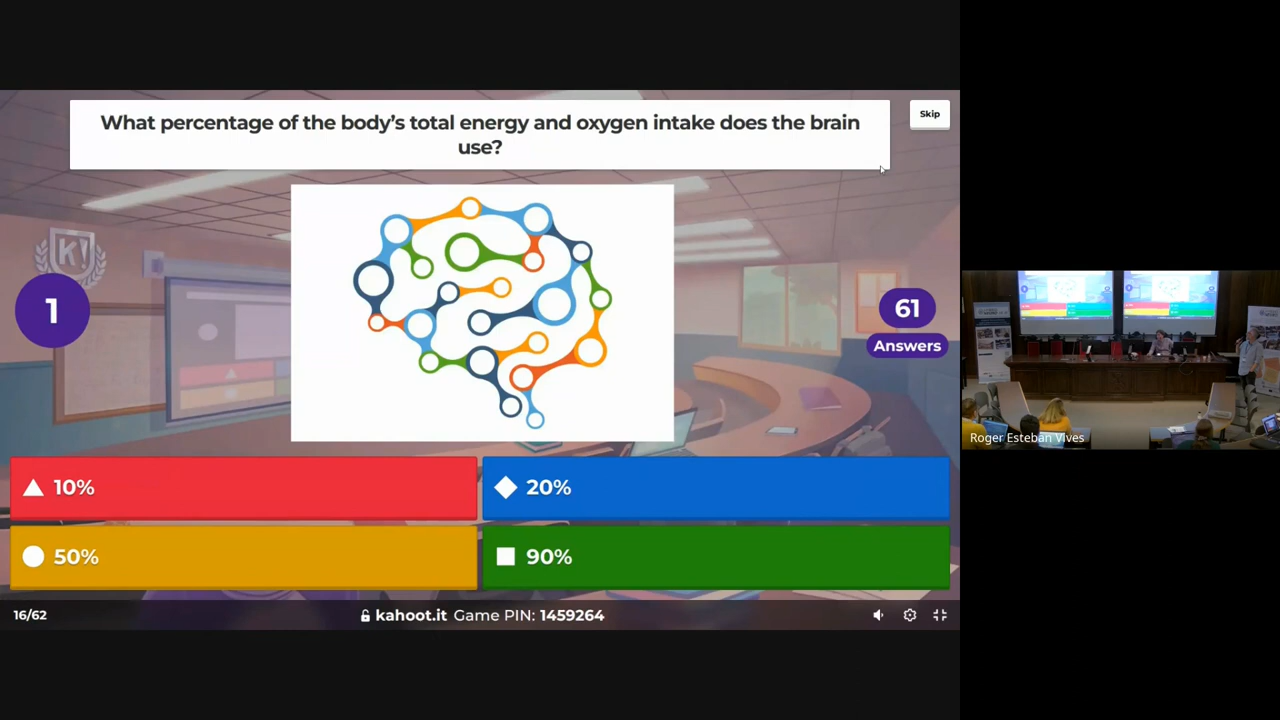 What percentage of the body's total energy and oxygen intake does the brain
use?
Skip
K!
1
61
Answers
10%
20%
50%
90%
16/62
kahoot.it Game PIN: 1459264
Roger Esteban Vives